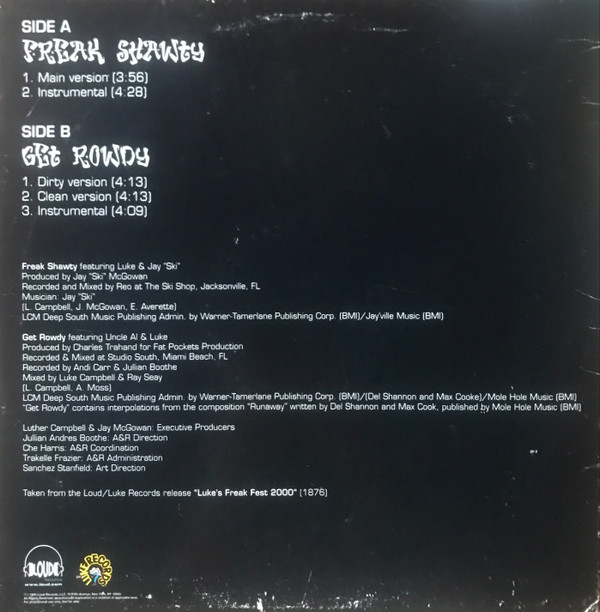 SIDE A
FREAK SHAWTY
1. Main version (3:56)
2. Instrumental (4:28)
SIDE B
GET ROWDY
1. Dirty version (4:13)
2. Clean version (4:13)
3. Instrumental (4:09)
Freak Shawty featuring Luke & Jay "Ski"
Produced by Jay "Ski" McGowan
Recorded and Mixed by Reo at The Ski Shop, Jacksonville, FL
Musician: Jay "Ski"
(L. Campbell, J. McGowan, E. Averette)
LCM Deep South Music Publishing Admin. by Warner-Tamerlane Publishing Corp. (BMI)/Jay'ville Music (BMI)
Get Rowdy featuring Uncle Al & Luke
Produced by Charles Trahand for Fat Pockets Production
Recorded & Mixed at Studio South, Miami Beach, FL
Recorded by Andi Carr & Jullian Boothe
Mixed by Luke Campbell & Ray Seay
(L. Campbell, A. Moss)
LCM Deep South Music Publishing Admin. by Warner-Tamerlane Publishing Corp. (BMI)/(Del Shannon and Max Cooke)/Mole Hole Music (BMI)
"Get Rowdy" contains interpolations from the composition "Runaway" written by Del Shannon and Max Cook, published by Mole Hole Music (BMI)
Luther Campbell & Jay McGowan: Executive Producers
Jullian Andres Boothe: A&R Direction
Che Harris: A&R Coordination
Trakelle Frazier: A&R Administration
Sanchez Stanfield: Art Direction
Taken from the Loud/Luke Records release "Luke's Freak Fest 2000" (1876)
LOUD
LUKE RECORDS